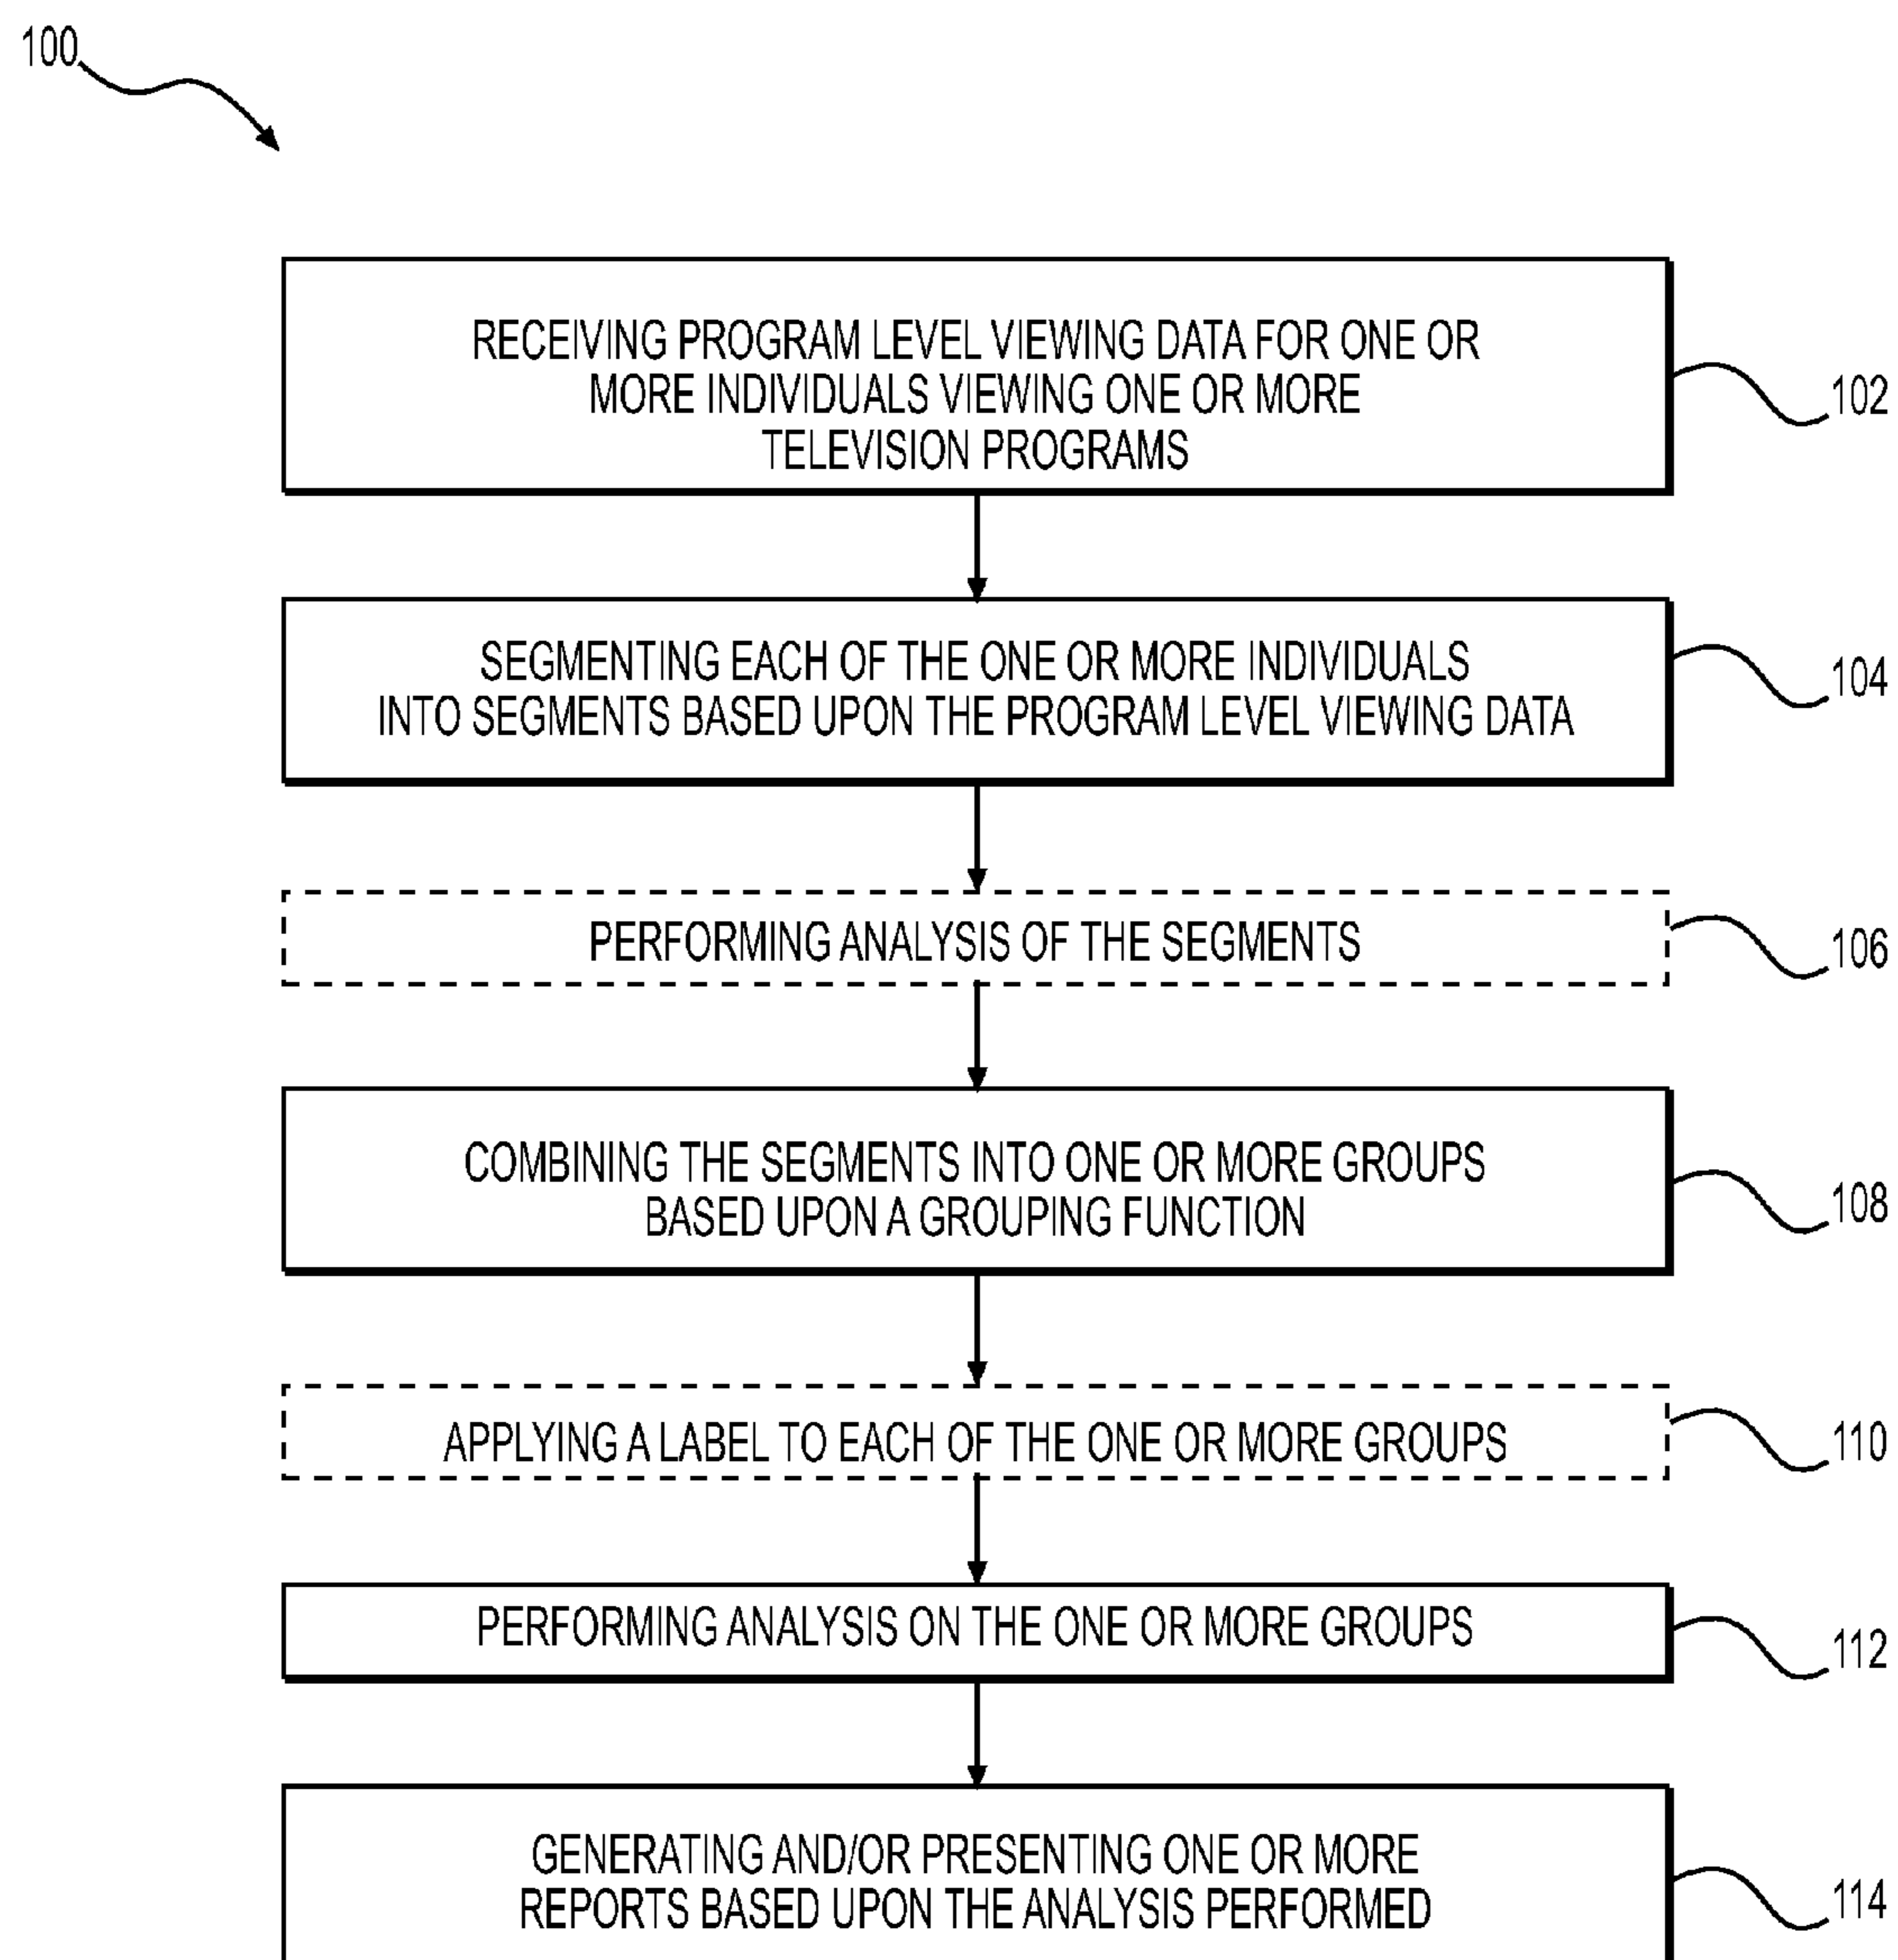 100
RECEIVING PROGRAM LEVEL VIEWING DATA FOR ONE OR
MORE INDIVIDUALS VIEWING ONE OR MORE
TELEVISION PROGRAMS
102
SEGMENTING EACH OF THE ONE OR MORE INDIVIDUALS
INTO SEGMENTS BASED UPON THE PROGRAM LEVEL VIEWING DATA
104
PERFORMING ANALYSIS OF THE SEGMENTS
106
COMBINING THE SEGMENTS INTO ONE OR MORE GROUPS
BASED UPON A GROUPING FUNCTION
108
APPLYING A LABEL TO EACH OF THE ONE OR MORE GROUPS
110
PERFORMING ANALYSIS ON THE ONE OR MORE GROUPS
112
GENERATING AND/OR PRESENTING ONE OR MORE
REPORTS BASED UPON THE ANALYSIS PERFORMED
114